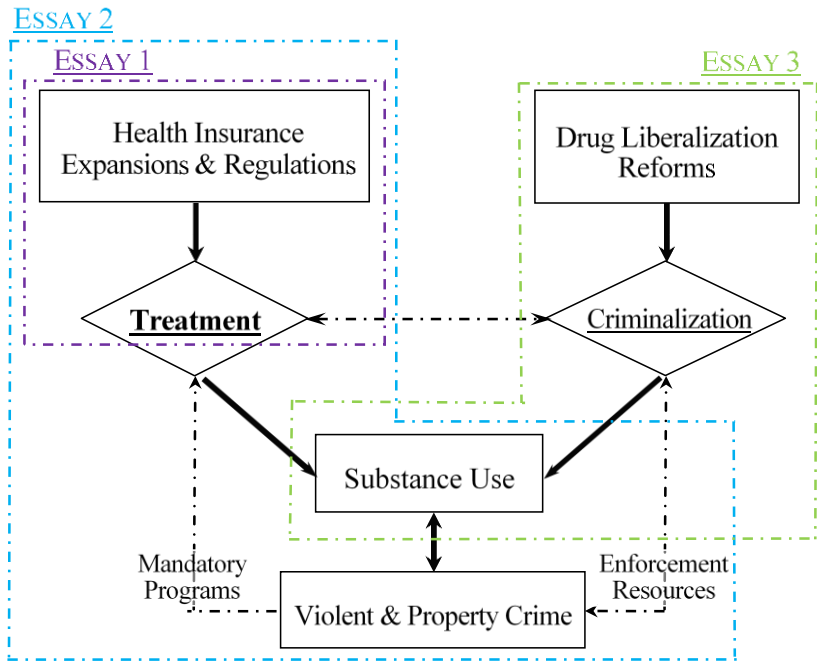 ESSAY 2
ESSAY 1
ESSAY 3
Health Insurance
Expansions & Regulations
Drug Liberalization
Reforms
Treatment
Criminalization
Substance Use
Mandatory
Programs
Enforcement
Resources
Violent & Property Crime